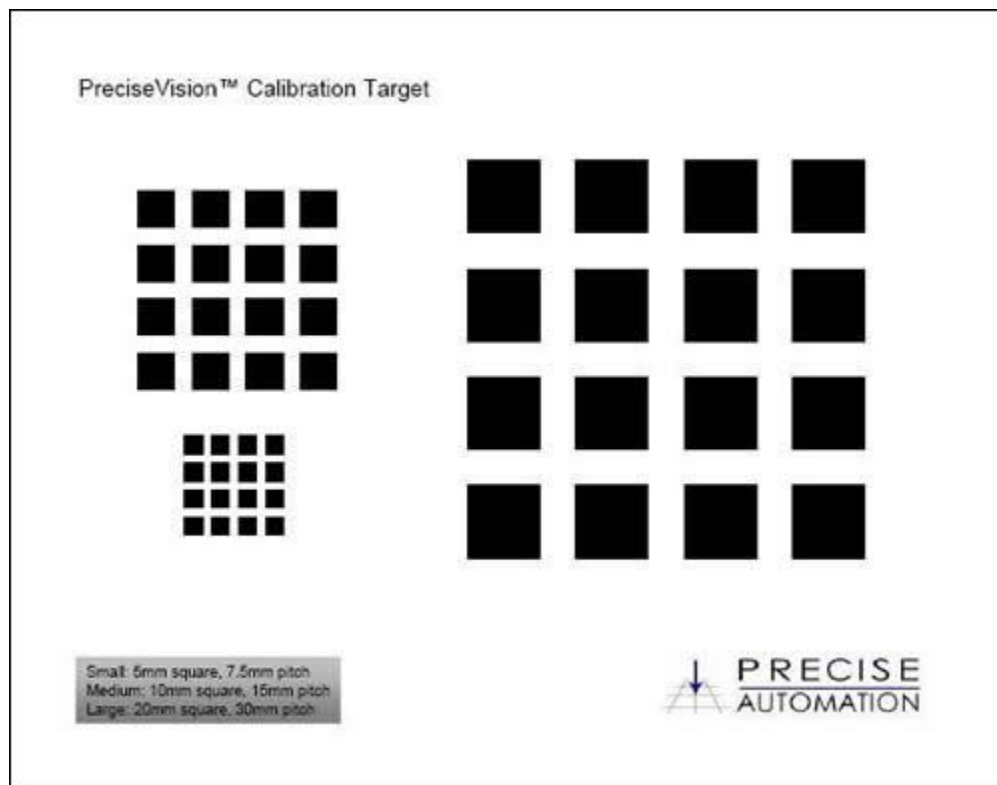 PreciseVision™ Calibration Target
Small: 5mm square, 7.5mm pitch
Medium: 10mm square, 15mm pitch
Large: 20mm square, 30mm pitch
PRECISE
AUTOMATION